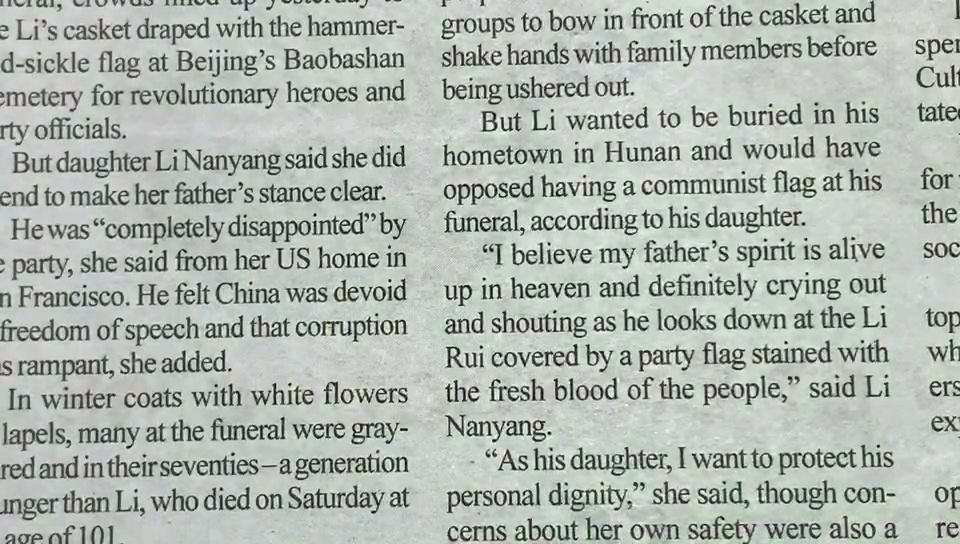 Li's casket draped with the hammer-
d-sickle flag at Beijing's Baobashan
emetery for revolutionary heroes and
rty officials.
But daughter Li Nanyang said she did
end to make her father's stance clear.
He was “completely disappointed” by
party, she said from her US home in
n Francisco. He felt China was devoid
freedom of speech and that corruption
s rampant, she added.
In winter coats with white flowers
lapels, many at the funeral were gray-
red and in their seventies – a generation
unger than Li, who died on Saturday at
age of 101.
groups to bow in front of the casket and
shake hands with family members before
being ushered out.
But Li wanted to be buried in his
hometown in Hunan and would have
opposed having a communist flag at his
funeral, according to his daughter.
“I believe my father's spirit is alive
up in heaven and definitely crying out
and shouting as he looks down at the Li
Rui covered by a party flag stained with
the fresh blood of the people,” said Li
Nanyang.
“As his daughter, I want to protect his
personal dignity,” she said, though con-
cerns about her own safety were also a
spe
Cul
tate
for
the
soc
top
wh
ers
ex
op
re